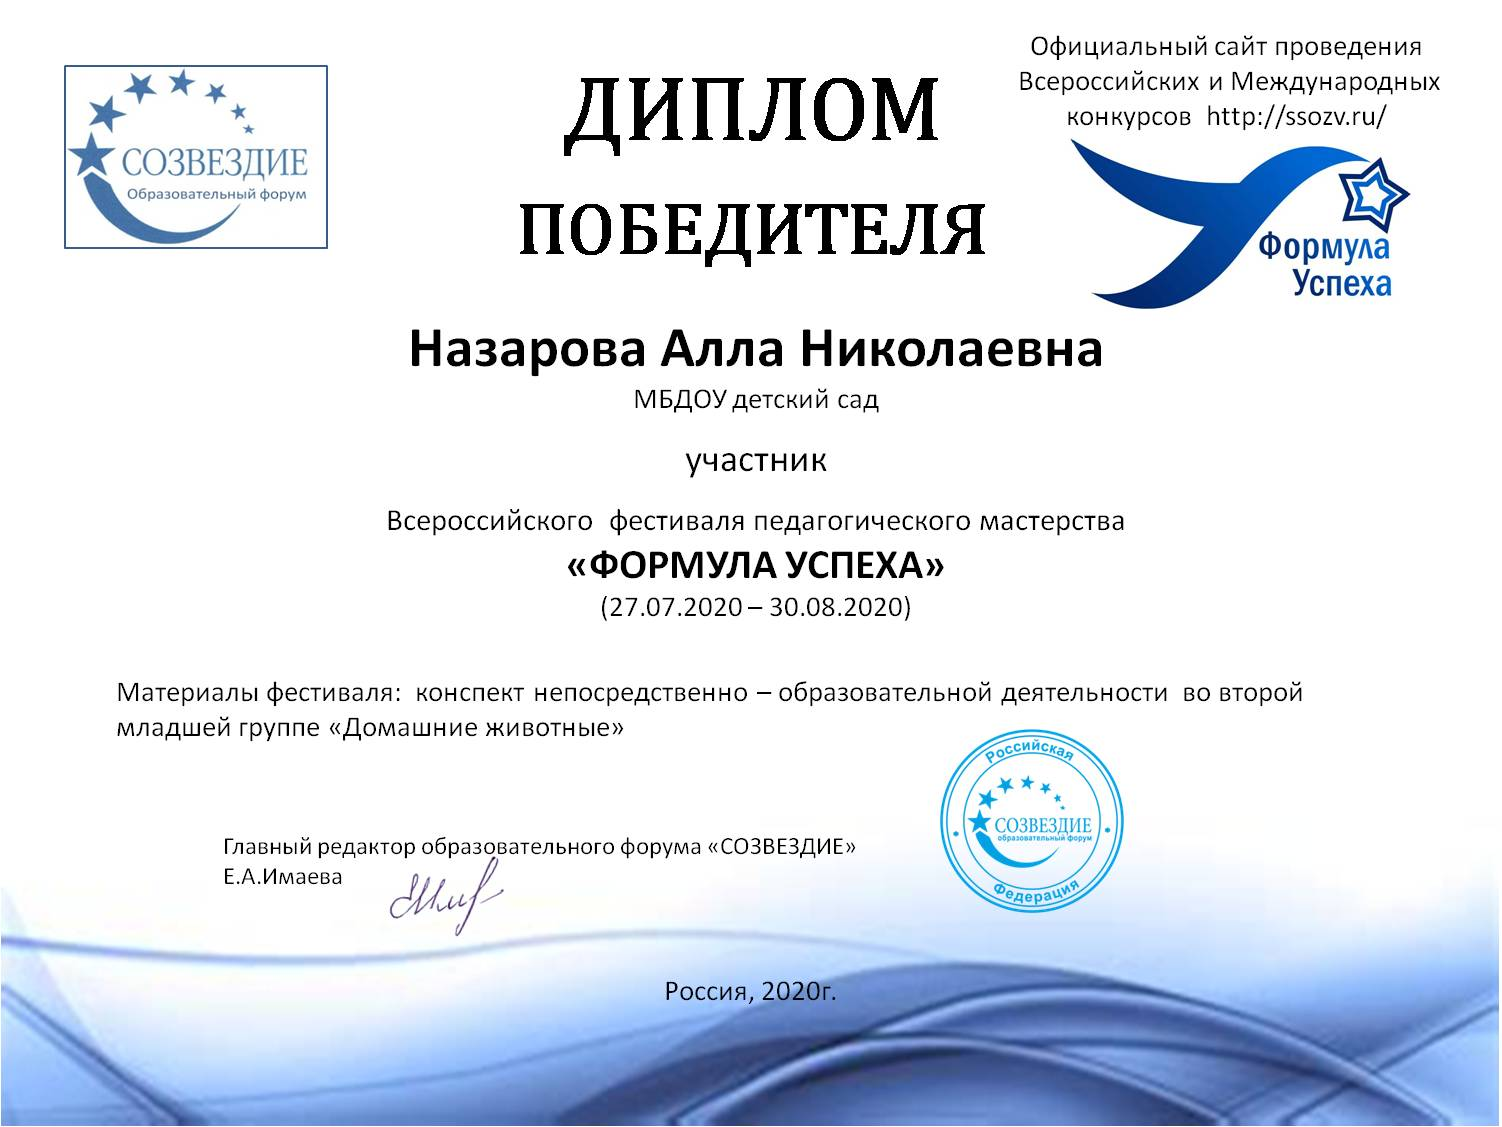 Официальный сайт проведения
Всероссийских и Международных
конкурсов http://ssozv.ru/
СОЗВЕЗДИЕ
Образовательный форум
ДИПЛОМ
ПОБЕДИТЕЛЯ
Формула
Успеха
Назарова Алла Николаевна
МБДОУ детский сад
участник
Всероссийского фестиваля педагогического мастерства
«ФОРМУЛА УСПЕХА»
(27.07.2020 – 30.08.2020)
Материалы фестиваля: конспект непосредственно – образовательной деятельности во второй
младшей группе «Домашние животные»
Российская
СОЗВЕЗДИЕ
образовательный форум
Федерация
Главный редактор образовательного форума «СОЗВЕЗДИЕ»
Е.А.Имаева
Россия, 2020г.